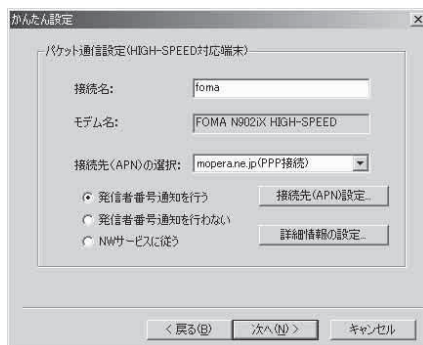 かんたん設定
パケット通信設定(HIGH-SPEED対応端末)
接続名: foma
モデム名: FOMA N902iX HIGH-SPEED
接続先(APN)の選択: mopera.ne.jp(PPP接続)
発信者番号通知を行う 接続先(APN)設定...
発信者番号通知を行わない
NWサービスに従う 詳細情報の設定...
< 戻る(B) 次へ(N) > キャンセル